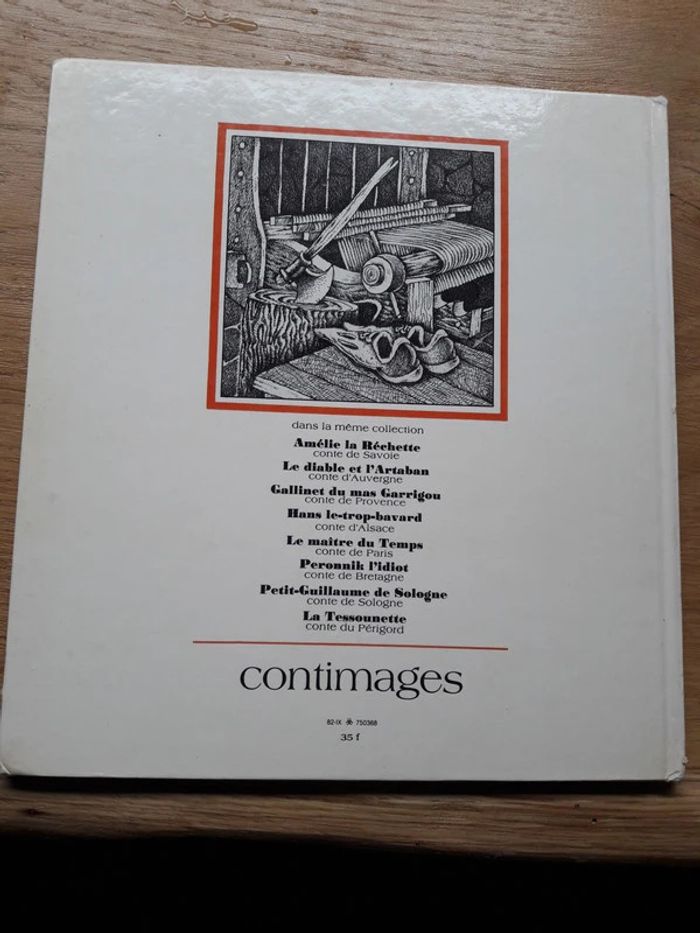 dans la même collection
Amélie la Réchette
conte de Savoie
Le diable et l'Artaban
conte d'Auvergne
Gallinet du mas Garrigou
conte de Provence
Hans le-trop-bavard
conte d'Alsace
Le maître du Temps
conte de Paris
Peronnik l'idiot
conte de Bretagne
Petit-Guillaume de Sologne
conte de Sologne
La Tessounette
conte du Périgord
contimages
82-IX 750368
35 f